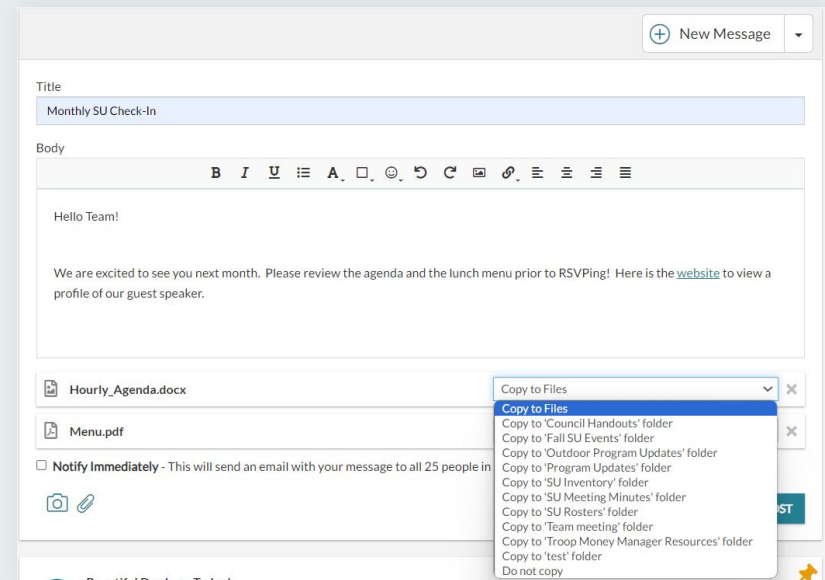 New Message
Title
Monthly SU Check-In
Body
B I U A
Hello Team!
We are excited to see you next month. Please review the agenda and the lunch menu prior to RSVPing! Here is the website to view a
profile of our guest speaker.
Hourly_Agenda.docx
Copy to Files
Copy to Files
Copy to 'Council Handouts' folder
Copy to 'Fall SU Events' folder
Copy to 'Outdoor Program Updates' folder
Copy to 'Program Updates' folder
Copy to 'SU Inventory' folder
Copy to 'SU Meeting Minutes' folder
Copy to 'SU Rosters' folder
Copy to 'Team meeting' folder
Copy to 'Troop Money Manager Resources' folder
Copy to 'test' folder
Do not copy
Menu.pdf
Notify Immediately - This will send an email with your message to all 25 people in